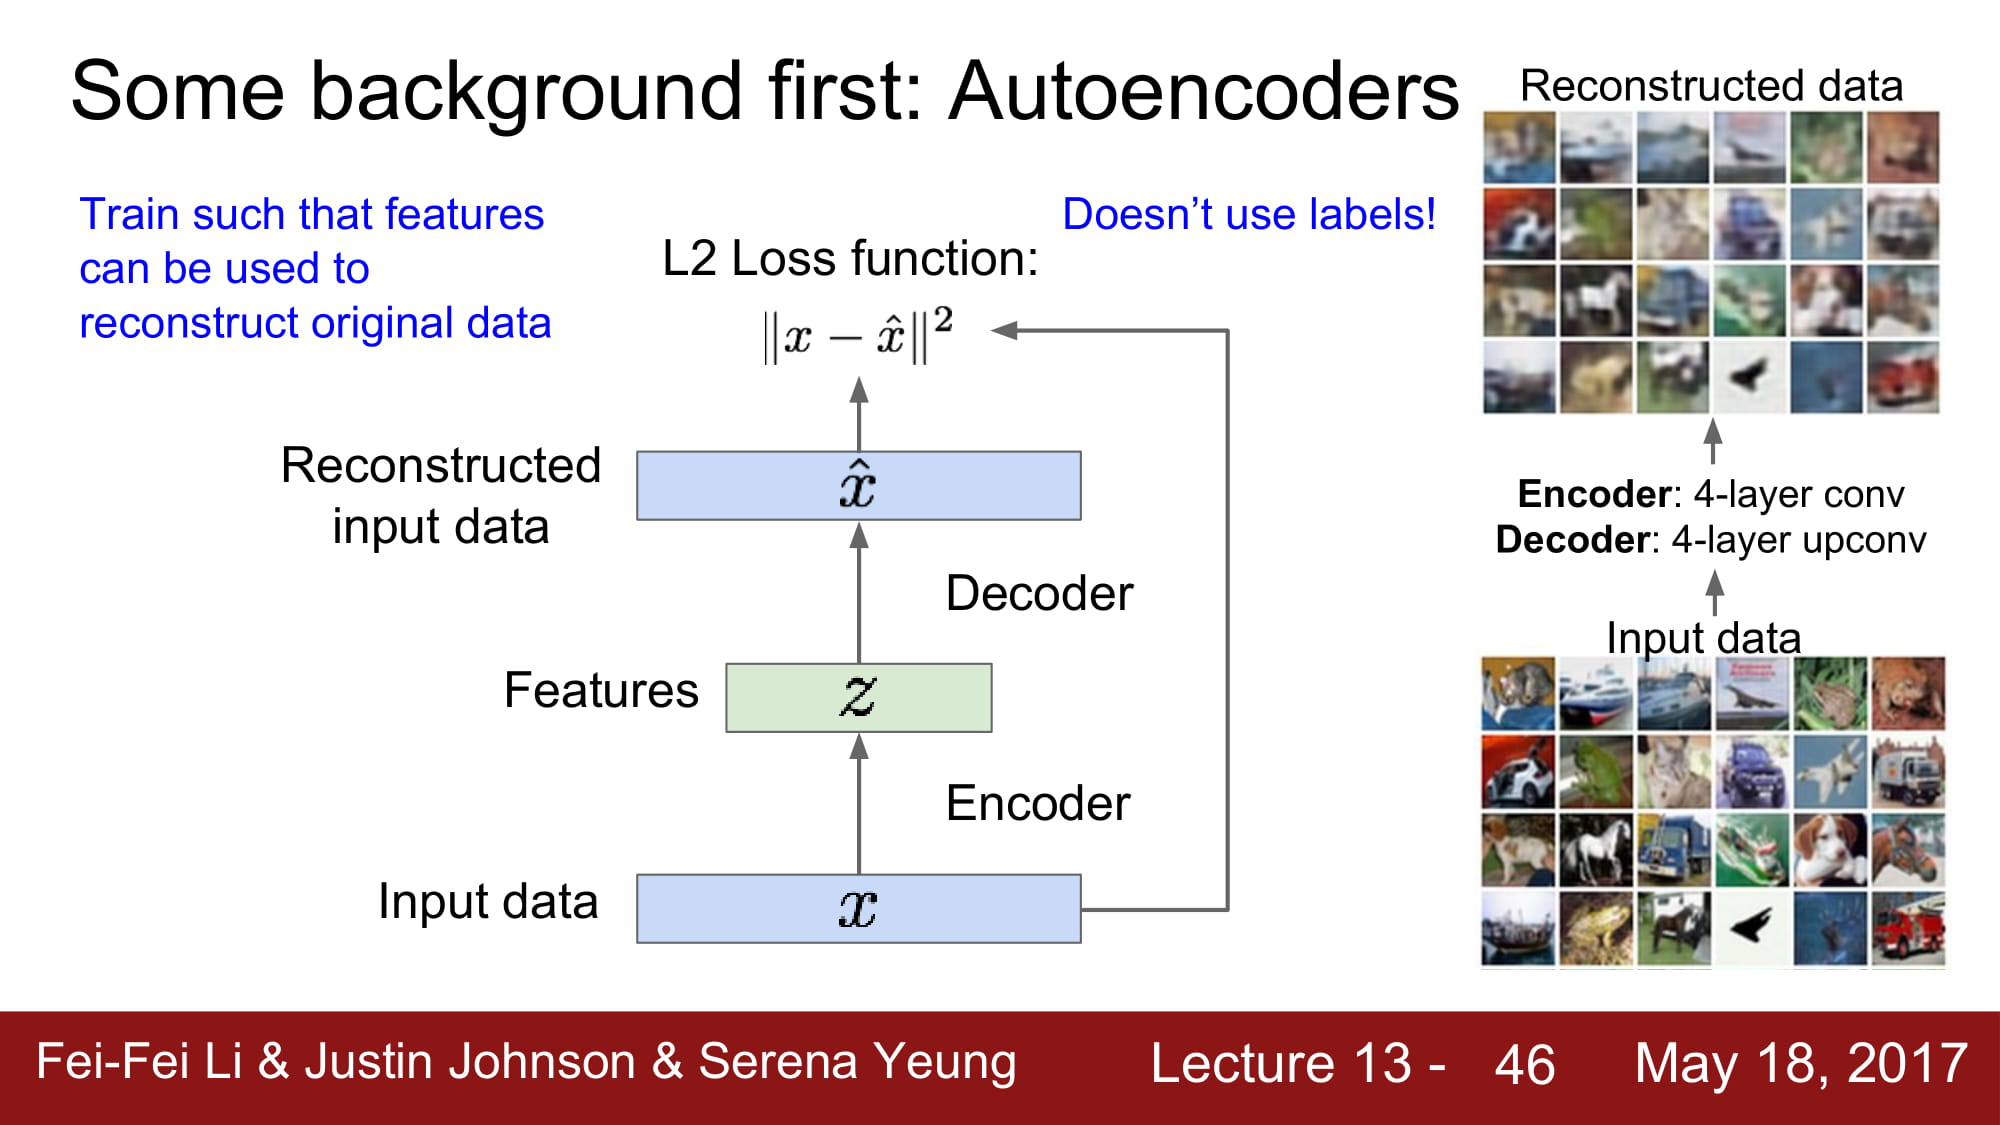 Some background first: Autoencoders
Train such that features
can be used to
reconstruct original data
Doesn't use labels!
L2 Loss function:
‖x − x̂‖²
Reconstructed
input data
x̂
Decoder
Features
z
Encoder
Input data
x
Reconstructed data
Encoder: 4-layer conv
Decoder: 4-layer upconv
Input data
Fei-Fei Li & Justin Johnson & Serena Yeung
Lecture 13 - 46
May 18, 2017